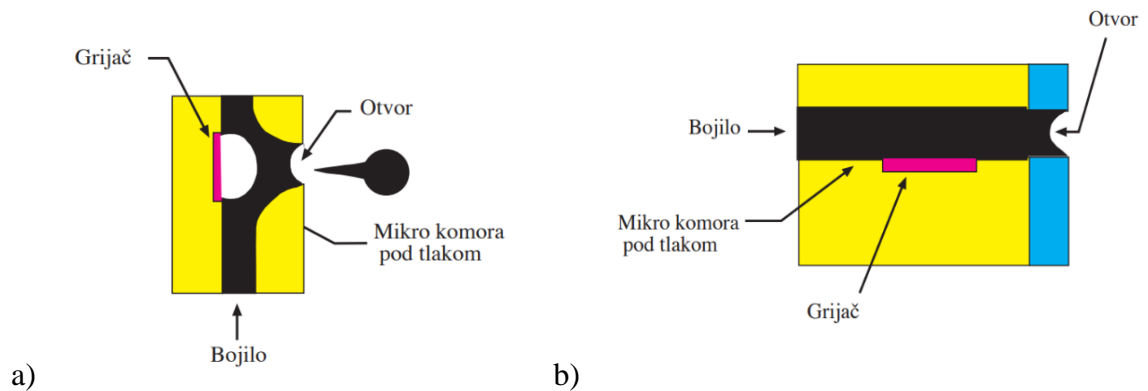 Grijač
Otvor
Mikro komora
pod tlakom
Bojilo
a)
Otvor
Bojilo
Mikro komora
pod tlakom
Grijač
b)